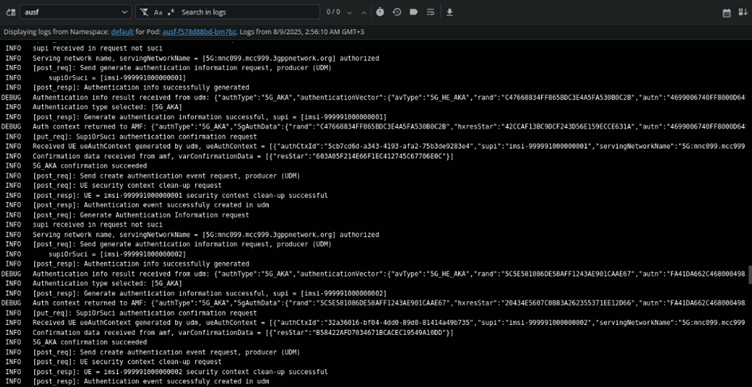 ausf
Aa
.*
Search in logs
0 / 0
Displaying logs from Namespace: default for Pod: ausf-f578d88bd-bm7bz. Logs from 8/9/2025, 2:56:10 AM GMT+3
INFO supi received in request not suci
INFO Serving network name, servingNetworkName = [5G:mnc099.mcc999.3gppnetwork.org] authorized
INFO [post_req]: Send generate authentication information request, producer (UDM)
INFO supiOrSuci = [imsi-999991000000001]
INFO [post_resp]: Authentication info successfully generated
DEBUG Authentication info result received from udm: {"authType":"5G_AKA","authenticationVector":{"avType":"5G_HE_AKA","rand":"C47668834FF865BDC3E4A5FA530B0C2B","autn":"4699006740FF8000D64
INFO Authentication type selected: [5G_AKA]
INFO [post_resp]: Generate authentication information successful, supi = [imsi-999991000000001]
DEBUG Auth context returned to AMF: {"authType":"5G_AKA","5gAuthData":{"rand":"C47668834FF865BDC3E4A5FA530B0C2B","hxresStar":"42CCAF13BC9DCF243D56E159ECCE631A","autn":"4699006740FF8000D64
INFO [put_req]: SupiOrSuci authentication confirmation request
INFO Received UE ueAuthContext generated by udm, ueAuthContext = [{"authCtxId":"5cb7cd6d-a343-4193-afa2-75b3de9283e4","supi":"imsi-999991000000001","servingNetworkName":"5G:mnc099.mcc999
INFO Confirmation data received from amf, varConfirmationData = [{"resStar":"603A05F214E66F1EC412745C67706E0C"}]
INFO 5G_AKA confirmation succeeded
INFO [post_req]: Send create authentication event request, producer (UDM)
INFO [post_req]: UE security context clean-up request
INFO [post_resp]: UE = imsi-999991000000001 security context clean-up successful
INFO [post_resp]: Authentication event successfuly created in udm
INFO [post_req]: Generate Authentication Information request
INFO supi received in request not suci
INFO Serving network name, servingNetworkName = [5G:mnc099.mcc999.3gppnetwork.org] authorized
INFO [post_req]: Send generate authentication information request, producer (UDM)
INFO supiOrSuci = [imsi-999991000000002]
INFO [post_resp]: Authentication info successfully generated
DEBUG Authentication info result received from udm: {"authType":"5G_AKA","authenticationVector":{"avType":"5G_HE_AKA","rand":"5C5E581086DE58AFF1243AE901CAAE67","autn":"FA41DA662C468000498
INFO Authentication type selected: [5G_AKA]
INFO [post_resp]: Generate authentication information successful, supi = [imsi-999991000000002]
DEBUG Auth context returned to AMF: {"authType":"5G_AKA","5gAuthData":{"rand":"5C5E581086DE58AFF1243AE901CAAE67","hxresStar":"20434E5607C0B83A262355371EE12D66","autn":"FA41DA662C468000498
INFO [put_req]: SupiOrSuci authentication confirmation request
INFO Received UE ueAuthContext generated by udm, ueAuthContext = [{"authCtxId":"32a36016-bf04-4dd0-89d0-81414a49b735","supi":"imsi-999991000000002","servingNetworkName":"5G:mnc099.mcc999
INFO Confirmation data received from amf, varConfirmationData = [{"resStar":"B58422AFD7034671BCACEC19549A10DD"}]
INFO 5G_AKA confirmation succeeded
INFO [post_req]: Send create authentication event request, producer (UDM)
INFO [post_req]: UE security context clean-up request
INFO [post_resp]: UE = imsi-999991000000002 security context clean-up successful
INFO [post_resp]: Authentication event successfuly created in udm